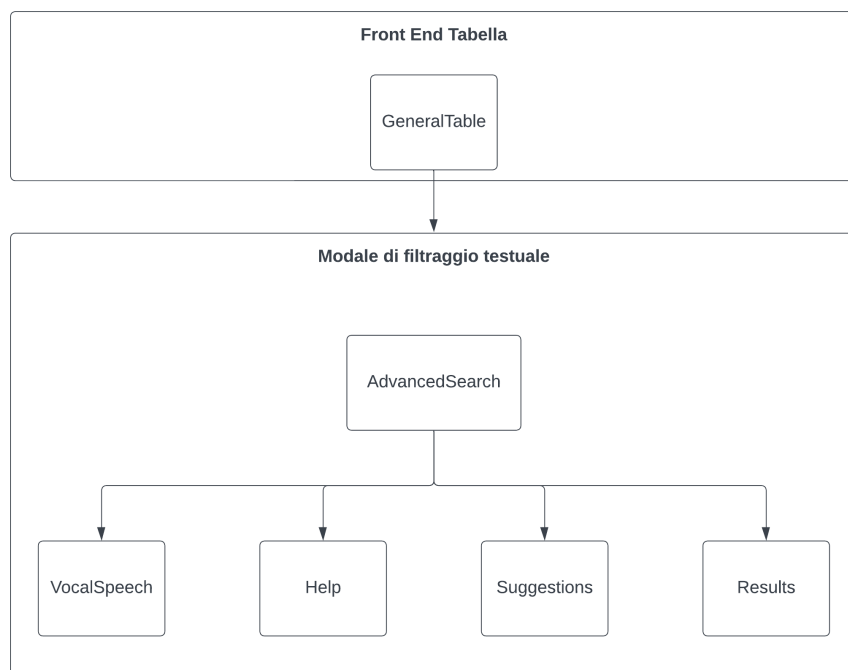 Front End Tabella
GeneralTable
Modale di filtraggio testuale
AdvancedSearch
VocalSpeech
Help
Suggestions
Results